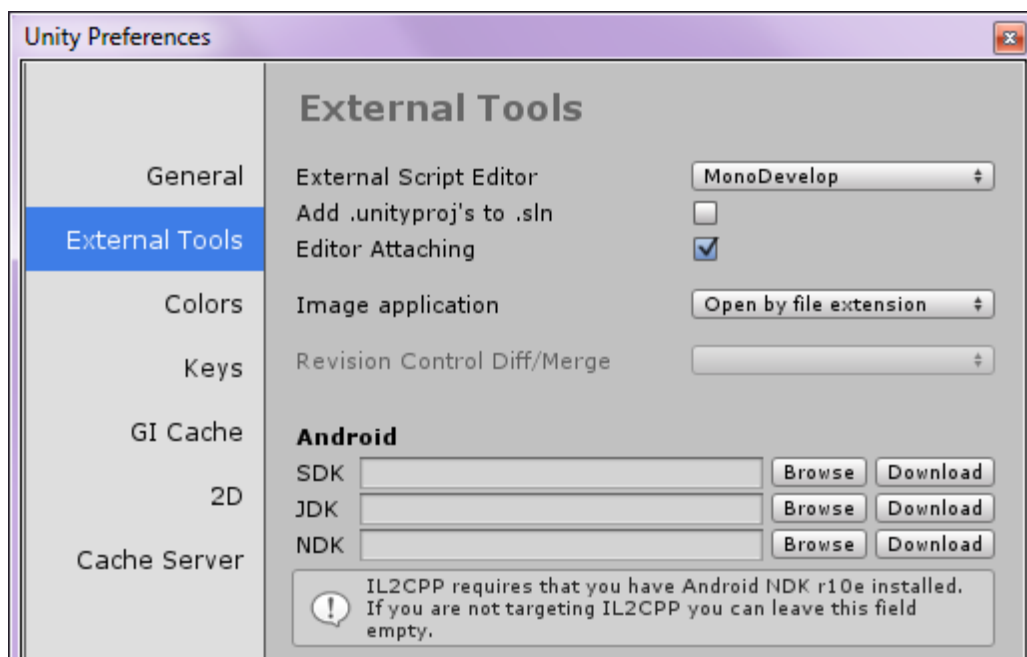 Unity Preferences
External Tools
General
External Tools
Colors
Keys
GI Cache
2D
Cache Server
External Script Editor MonoDevelop
Add .unityproj's to .sln
Editor Attaching
Image application Open by file extension
Revision Control Diff/Merge
Android
SDK Browse Download
JDK Browse Download
NDK Browse Download
IL2CPP requires that you have Android NDK r10e installed.
If you are not targeting IL2CPP you can leave this field
empty.